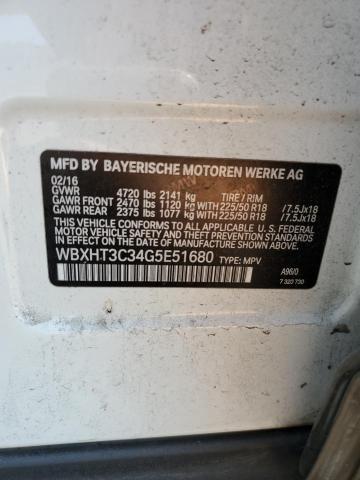 MFD BY BAYERISCHE MOTOREN WERKE AG
02/16
GVWR 4720 lbs 2141 kg TIRE / RIM
GAWR FRONT 2470 lbs 1120 kg WITH 225/50 R18 /7.5Jx18
GAWR REAR 2375 lbs 1077 kg WITH 225/50 R18 /7.5Jx18
THIS VEHICLE CONFORMS TO ALL APPLICABLE FEDERAL MOTOR
VEHICLE SAFETY, BUMPER, AND THEFT PREVENTION STANDARDS
IN EFFECT ON THE DATE OF MANUFACTURE SHOWN ABOVE.
WBXHT3C34G5E51680 TYPE: MPV
A96/0
7 320 730